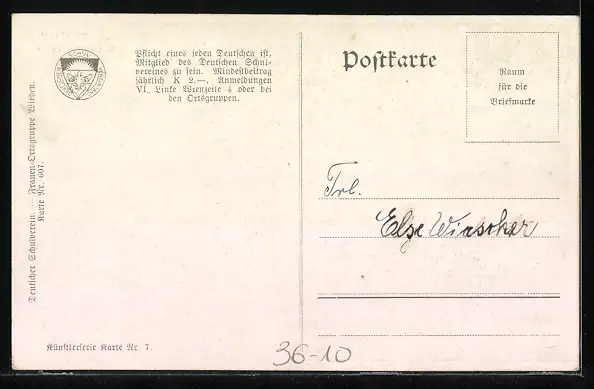 SCHUL
Pflicht eines jeden Deutschen ist,
Mitglied des Deutschen Schul-
vereines zu sein. Mindestbeitrag
jährlich K 2.—. Anmeldungen
VI., Linke Wienzeile 4 oder bei
den Ortsgruppen.
Deutscher Schulverein. — Frauen-Ortsgruppe Wieden.
Karte Nr. 607.
Künstlerserie Karte Nr 7.
Postkarte
Raum
für die
Briefmarke
Frl.
Else
36-10